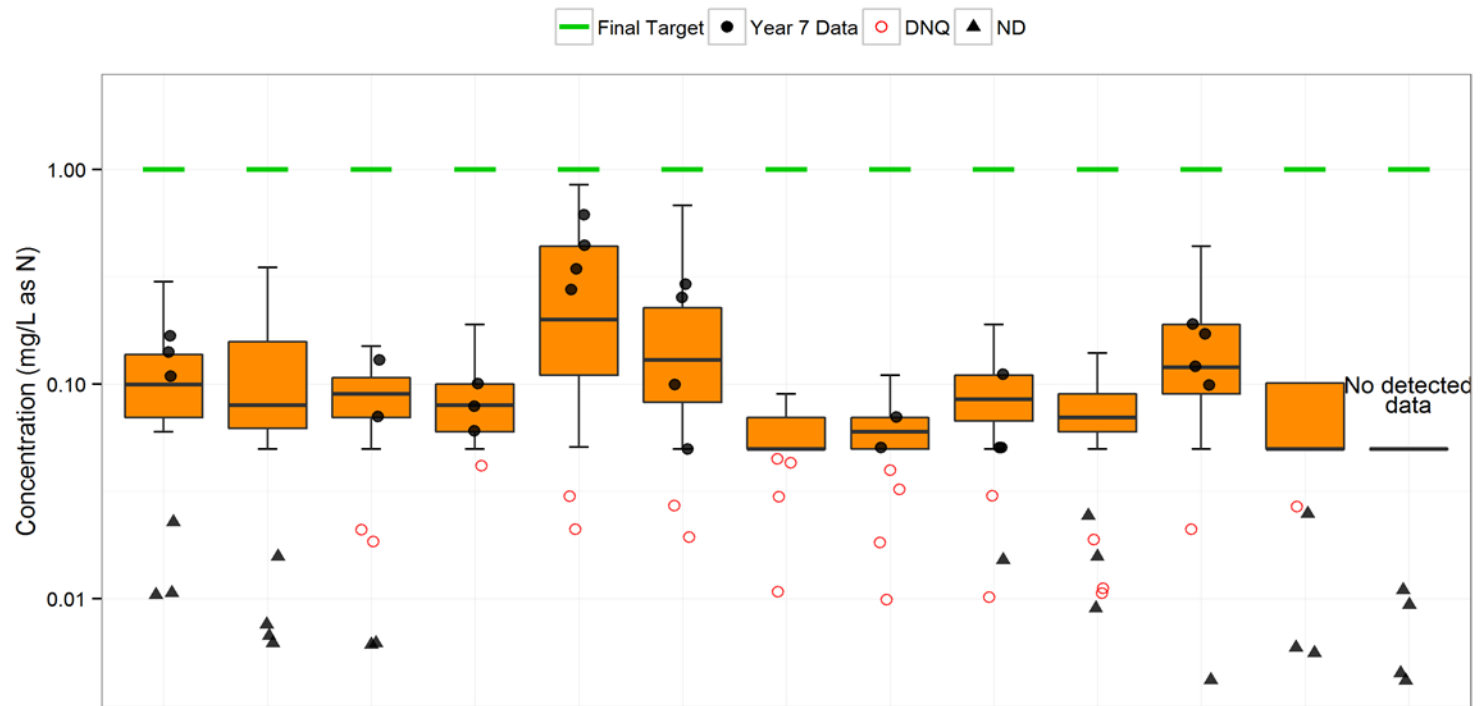 Final Target Year 7 Data DNQ ND
Concentration (mg/L as N)
1.00
0.10
No detected
data
0.01